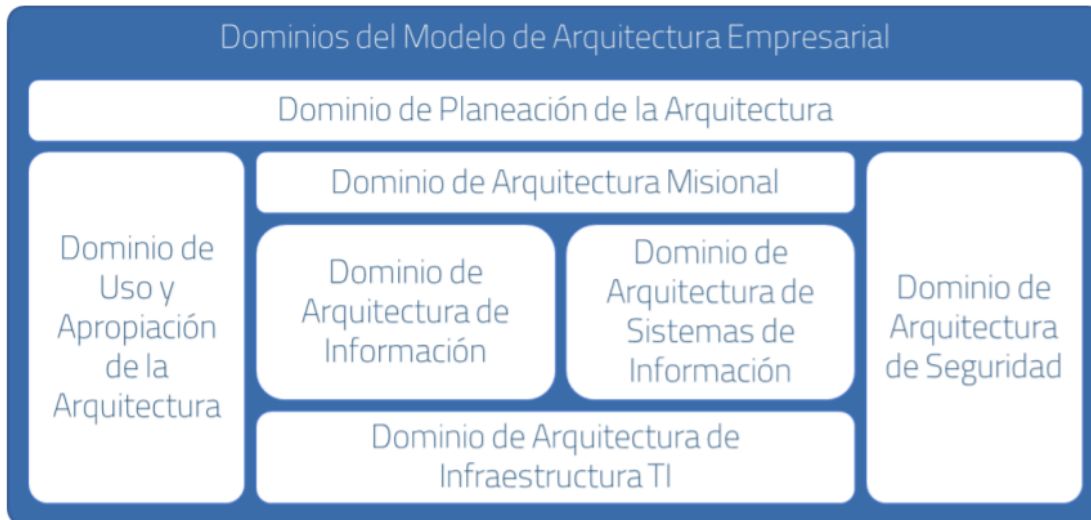 Dominios del Modelo de Arquitectura Empresarial
Dominio de Planeación de la Arquitectura
Dominio de
Uso y
Apropiación
de la
Arquitectura
Dominio de Arquitectura Misional
Dominio de
Arquitectura de
Información
Dominio de
Arquitectura de
Sistemas de
Información
Dominio de Arquitectura de
Infraestructura TI
Dominio de
Arquitectura
de Seguridad